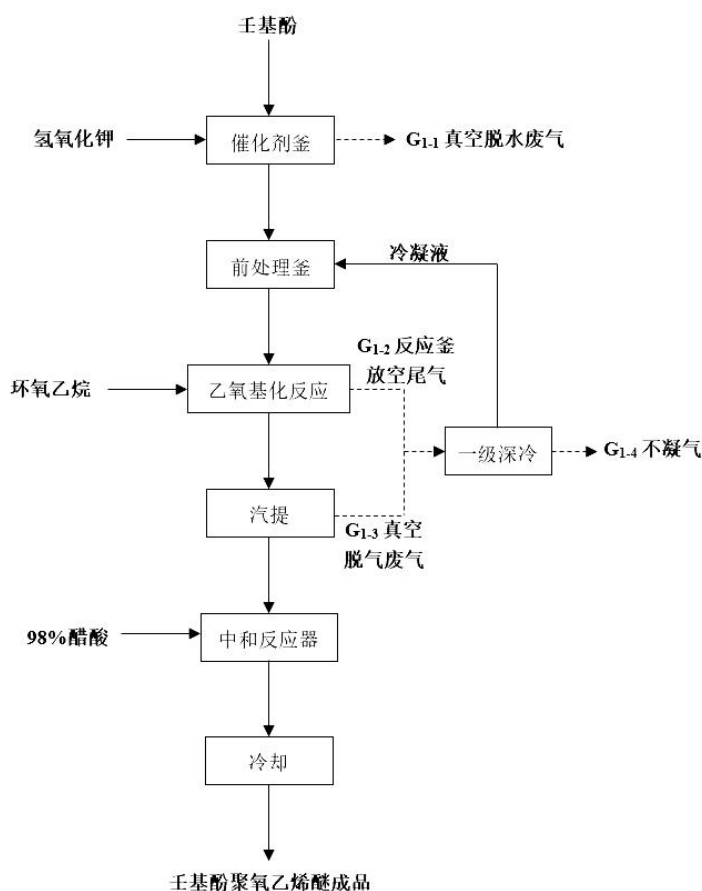 壬基酚
氢氧化钾
催化剂釜
G1-1 真空脱水废气
前处理釜
冷凝液
G1-2 反应釜
放空尾气
环氧乙烷
乙氧基化反应
一级深冷
G1-4 不凝气
汽提
G1-3 真空
脱气废气
98%醋酸
中和反应器
冷却
壬基酚聚氧乙烯醚成品